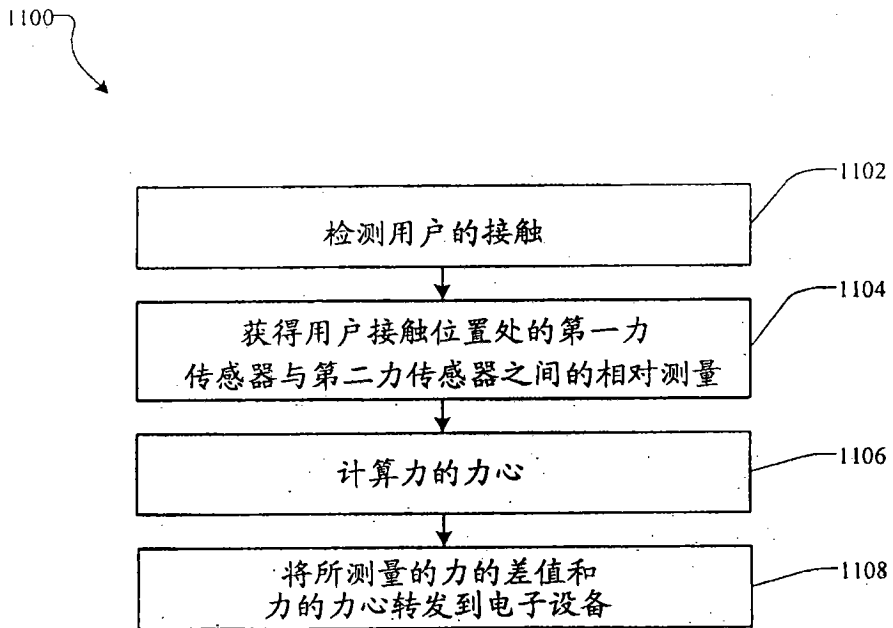 1100
1102
检测用户的接触
1104
获得用户接触位置处的第一力
传感器与第二力传感器之间的相对测量
1106
计算力的力心
1108
将所测量的力的差值和
力的力心转发到电子设备